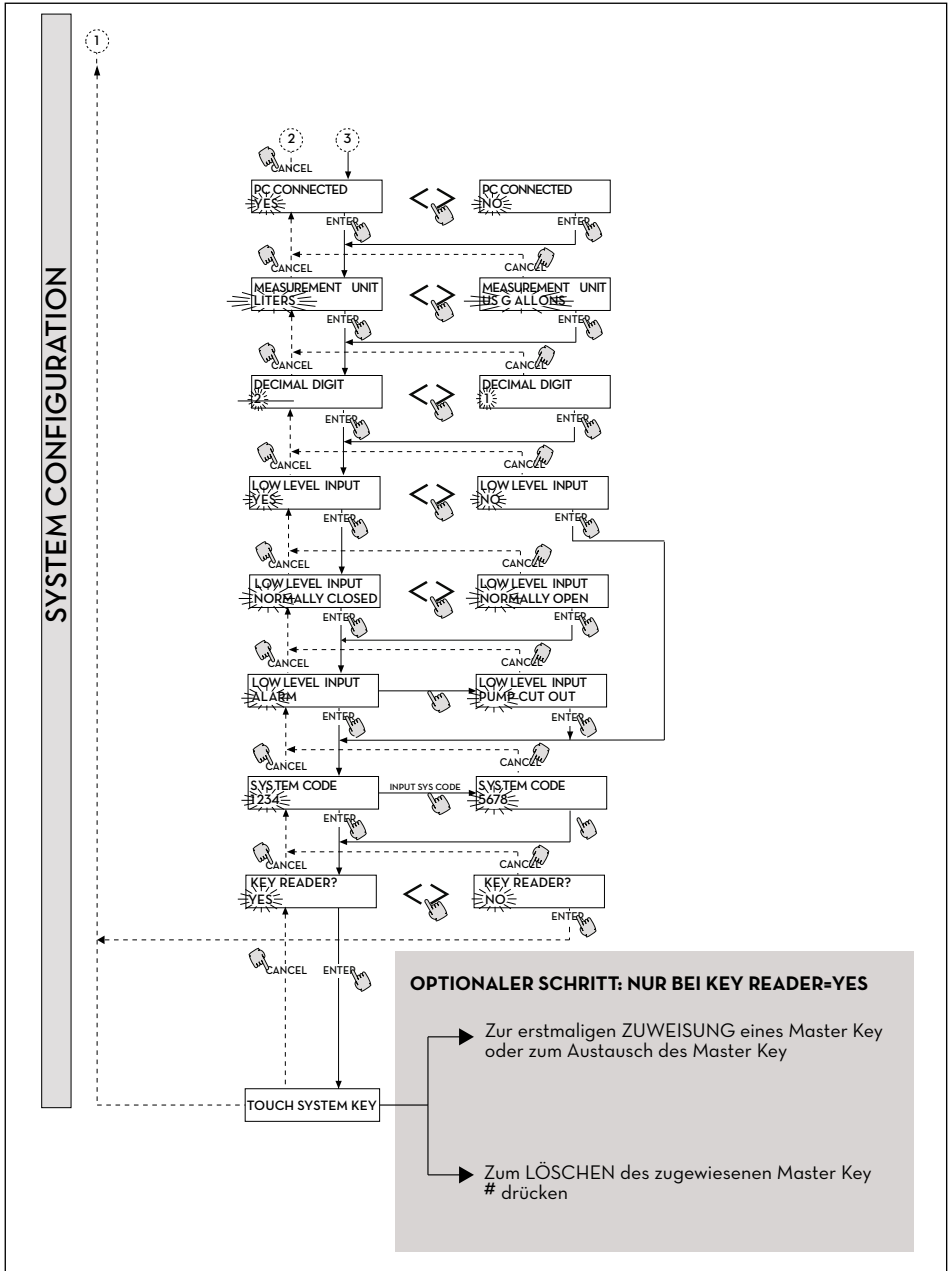 SYSTEM CONFIGURATION
1
2
3
CANCEL
PC CONNECTED
YES
< >
PC CONNECTED
NO
ENTER
ENTER
CANCEL
CANCEL
MEASUREMENT UNIT
LITERS
< >
MEASUREMENT UNIT
US G ALLONS
ENTER
ENTER
CANCEL
CANCEL
DECIMAL DIGIT
2
< >
DECIMAL DIGIT
1
ENTER
ENTER
CANCEL
CANCEL
LOW LEVEL INPUT
YES
< >
LOW LEVEL INPUT
NO
ENTER
ENTER
CANCEL
CANCEL
LOW LEVEL INPUT
NORMALLY CLOSED
< >
LOW LEVEL INPUT
NORMALLY OPEN
ENTER
ENTER
CANCEL
CANCEL
LOW LEVEL INPUT
ALARM
LOW LEVEL INPUT
PUMP CUT OUT
ENTER
ENTER
CANCEL
CANCEL
SYSTEM CODE
1234
INPUT SYS CODE
SYSTEM CODE
5678
ENTER
CANCEL
CANCEL
KEY READER?
YES
< >
KEY READER?
NO
ENTER
CANCEL
ENTER
OPTIONALER SCHRITT: NUR BEI KEY READER=YES
Zur erstmaligen ZUWEISUNG eines Master Key
oder zum Austausch des Master Key
TOUCH SYSTEM KEY
Zum LÖSCHEN des zugewiesenen Master Key
# drücken